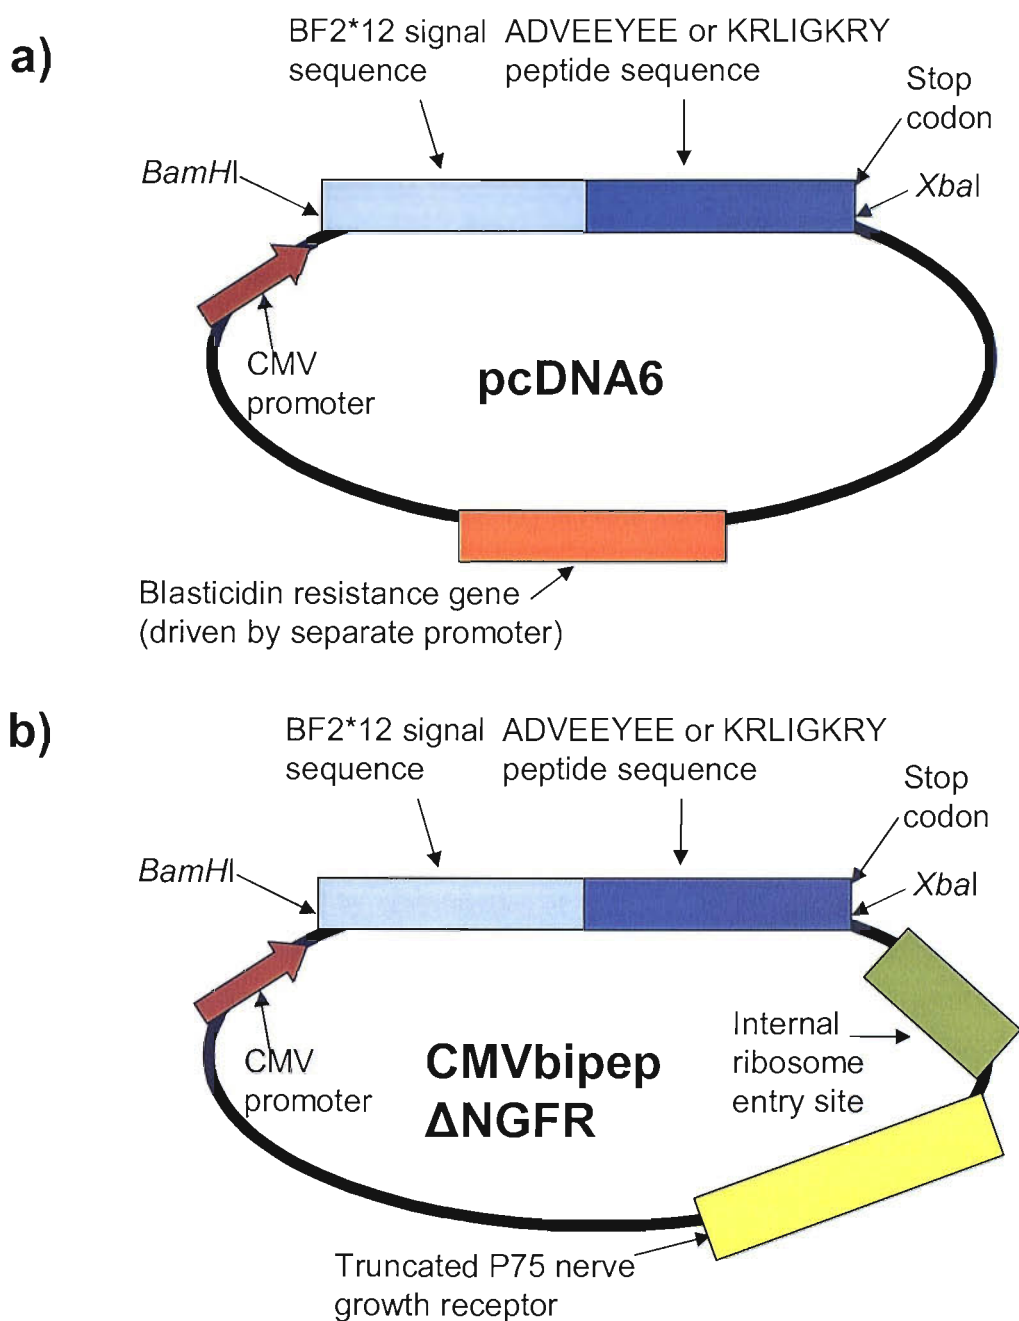 a)
BF2*12 signal
sequence
ADVEEYEE or KRLIGKRY
peptide sequence
Stop
codon
BamHI
XbaI
CMV
promoter
pcDNA6
Blasticidin resistance gene
(driven by separate promoter)
b)
BF2*12 signal
sequence
ADVEEYEE or KRLIGKRY
peptide sequence
Stop
codon
BamHI
XbaI
CMV
promoter
CMVbipep
ΔNGFR
Internal
ribosome
entry site
Truncated P75 nerve
growth receptor